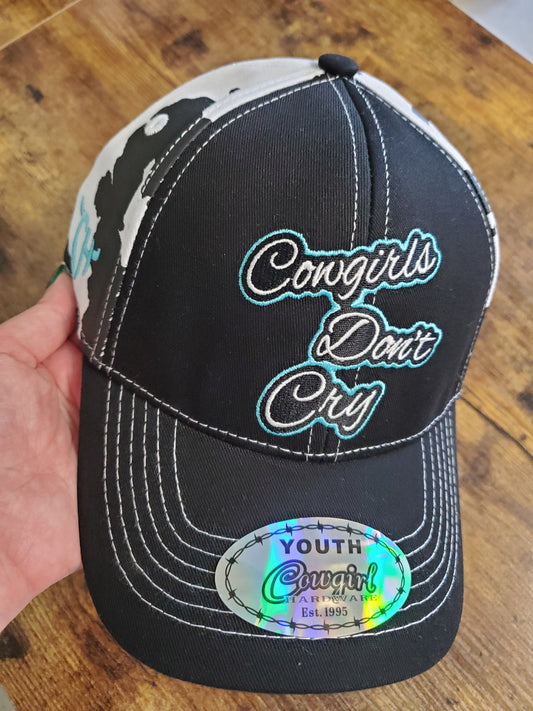 Cowgirls
Don't
Cry
YOUTH
Cowgirl
HARDWARE
Est. 1995